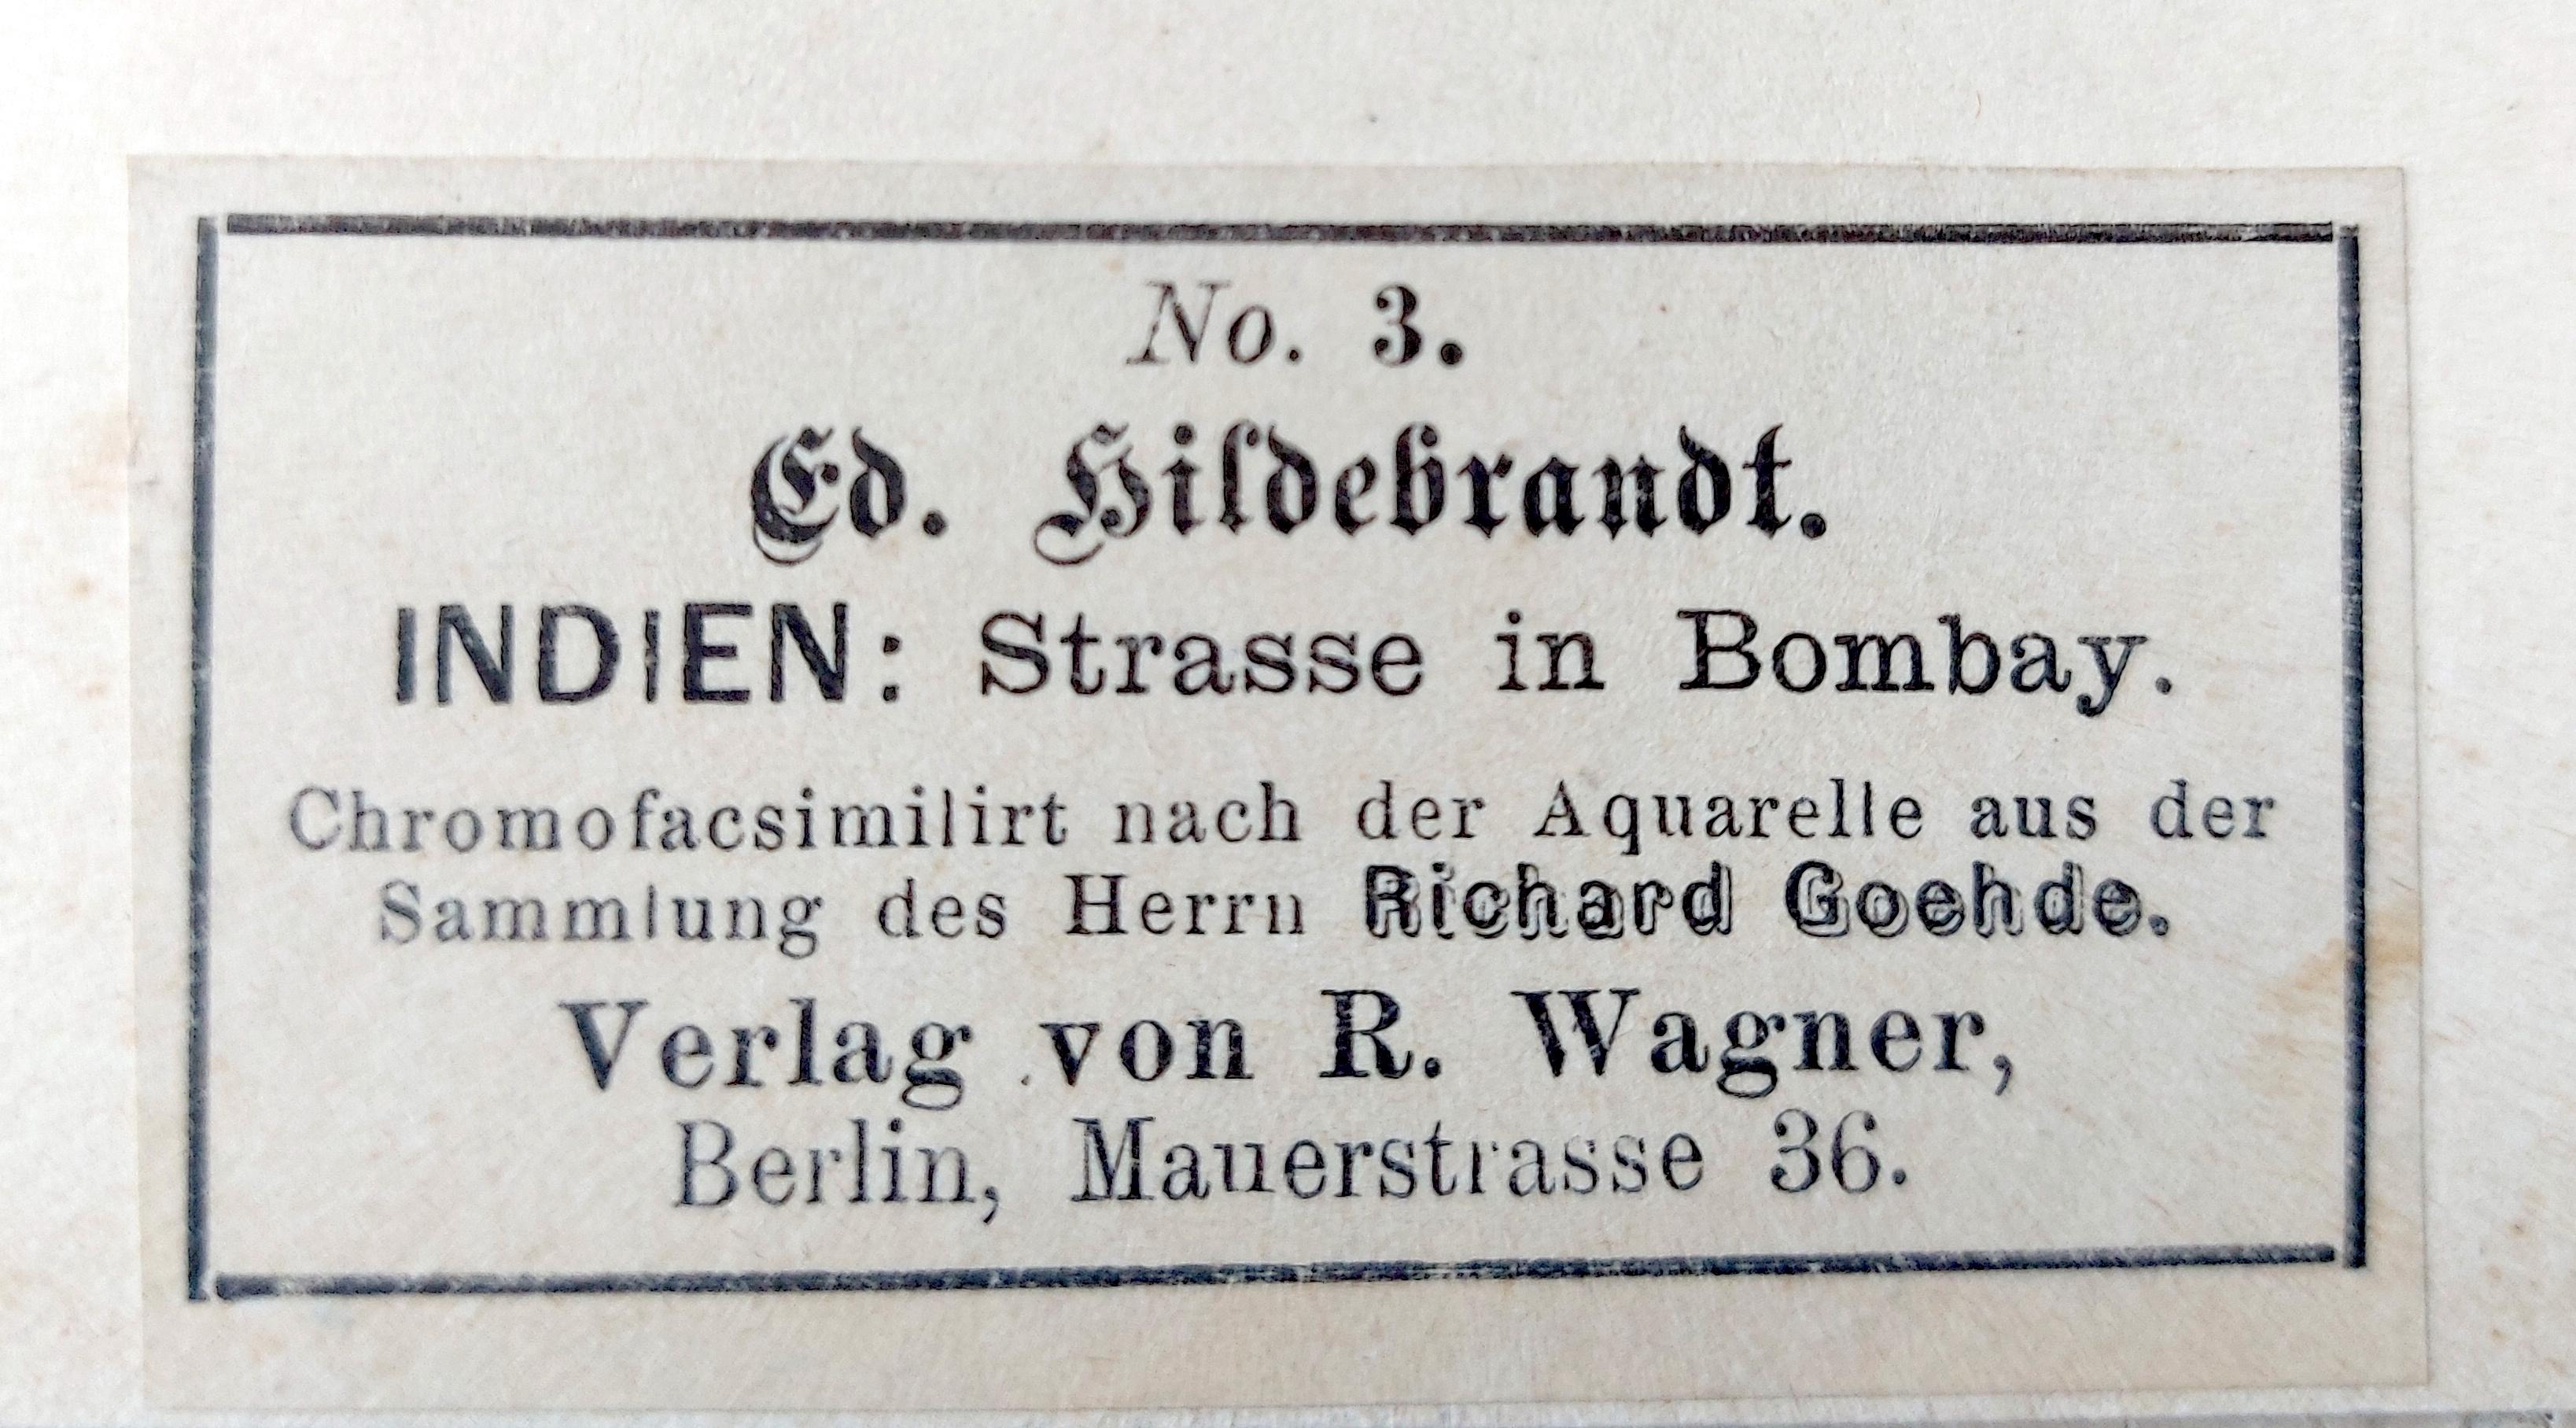 No. 3.
Ed. Hildebrandt.
INDIEN: Strasse in Bombay.
Chromofacsimilirt nach der Aquarelle aus der
Sammlung des Herrn Richard Goehde.
Verlag von R. Wagner,
Berlin, Mauerstrasse 36.